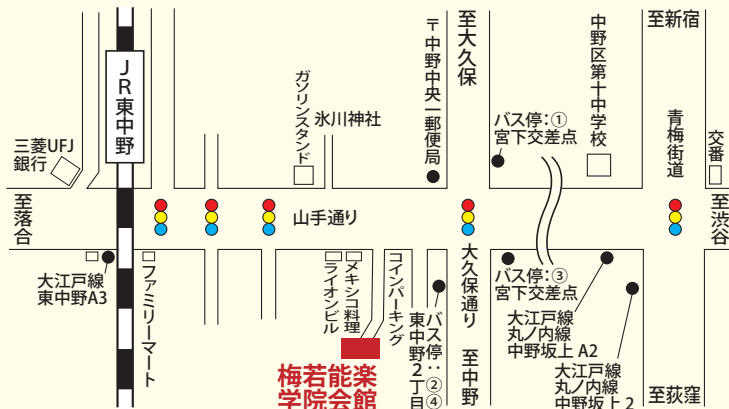 JR東中野
三菱UFJ
銀行
至落合
大江戸線
東中野A3
ファミリーマート
ガソリンスタンド
氷川神社
山手通り
ライオンビル
メキシコ料理
コインパーキング
梅若能楽
学院会館
〒中野中央一郵便局
至大久保
大久保通り
至中野
バス停:②④
東中野2丁目
バス停:①
宮下交差点
バス停:③
宮下交差点
中野区第十中学校
大江戸線
丸ノ内線
中野坂上 A2
大江戸線
丸ノ内線
中野坂上 2
至新宿
青梅街道
交番
至渋谷
至荻窪